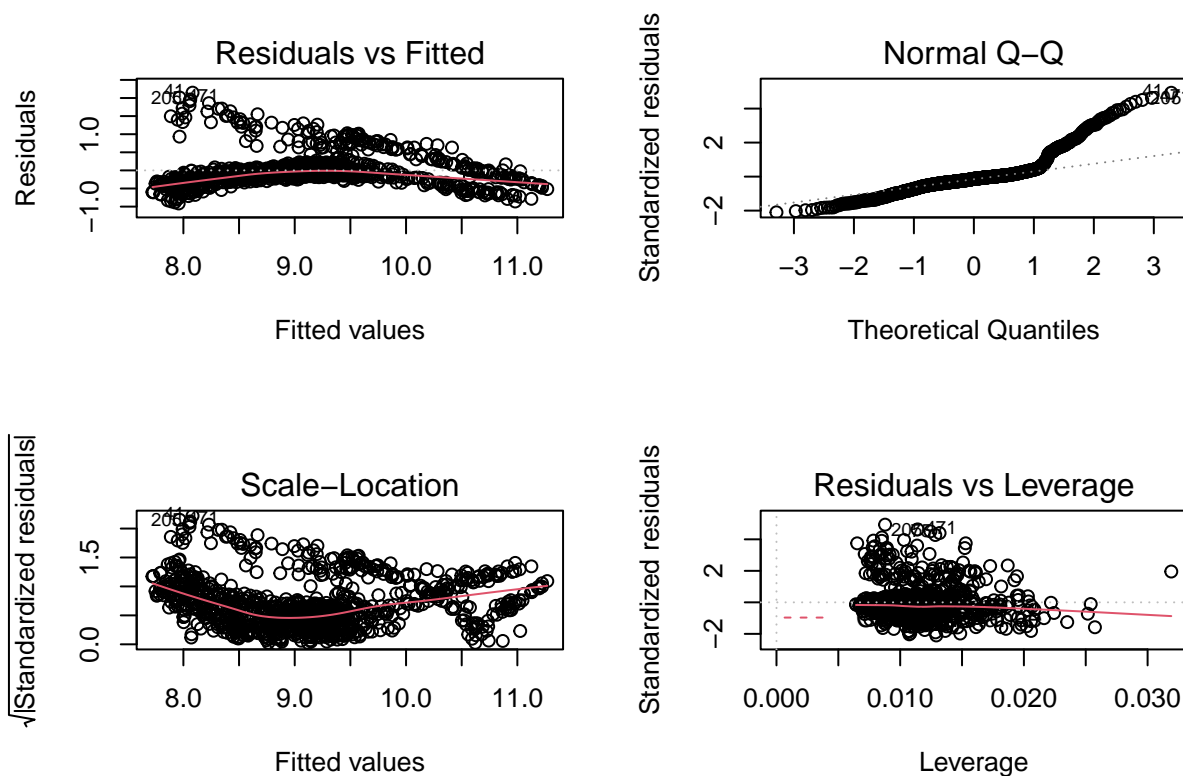 Residuals vs Fitted
Residuals
−1.0 1.0
8.0 9.0 10.0 11.0
Fitted values
Normal Q−Q
Standardized residuals
−2 2
−3 −2 −1 0 1 2 3
Theoretical Quantiles
Scale−Location
√|Standardized residuals|
0.0 1.5
8.0 9.0 10.0 11.0
Fitted values
Residuals vs Leverage
Standardized residuals
−2 2
471
0.000 0.010 0.020 0.030
Leverage